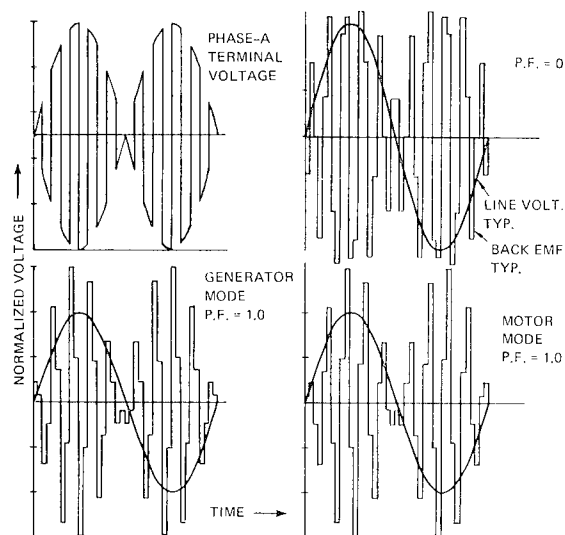 PHASE-A
TERMINAL
VOLTAGE
P.F. = 0
LINE VOLT.
TYP.
BACK EMF
TYP.
NORMALIZED VOLTAGE
GENERATOR
MODE
P.F. = 1.0
MOTOR
MODE
P.F. = 1.0
TIME